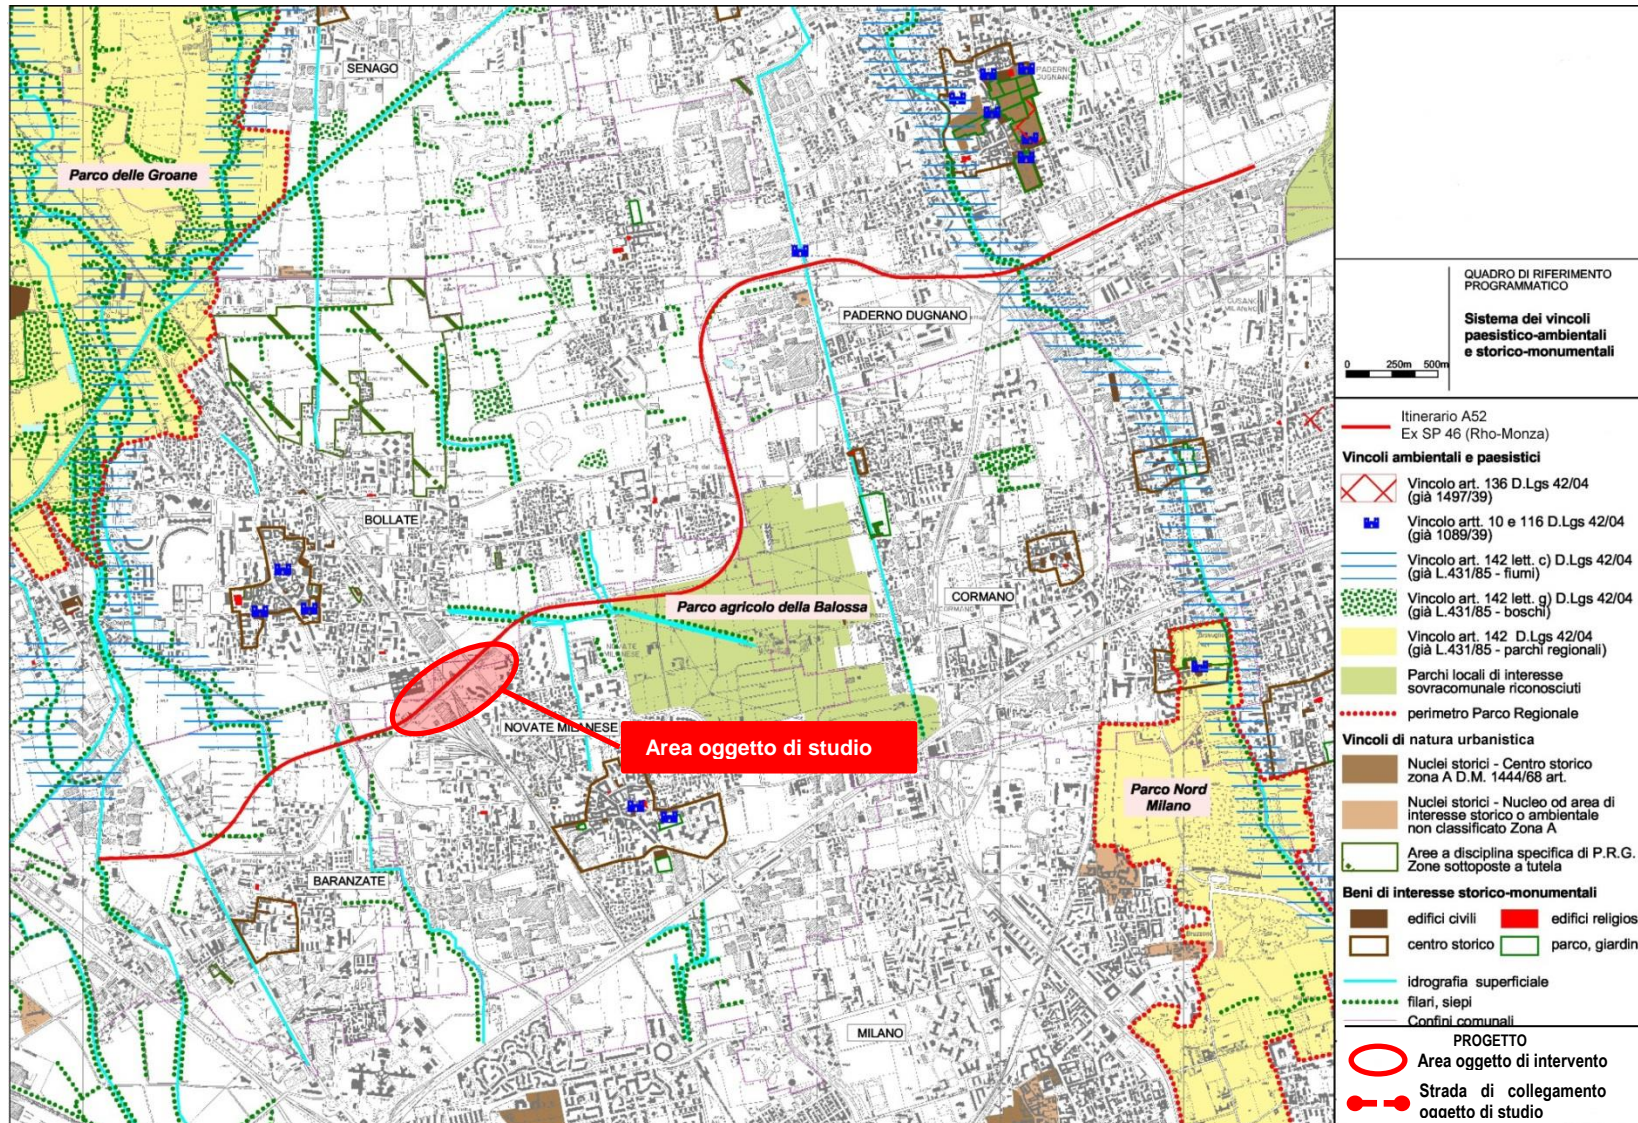 SENAGO
PADERNO
DUGNANO
Parco delle Groane
PADERNO DUGNANO
BOLLATE
Parco agricolo della Balossa
CORMANO
CORMANO
NOVATE
MILANESE
NOVATE MILANESE
Area oggetto di studio
Parco Nord
Milano
BARANZATE
Baranzate
MILANO
QUADRO DI RIFERIMENTO
PROGRAMMATICO
Sistema dei vincoli
paesistico-ambientali
e storico-monumentali
0 250m 500m
Itinerario A52
Ex SP 46 (Rho-Monza)
Vincoli ambientali e paesistici
Vincolo art. 136 D.Lgs 42/04
(già 1497/39)
Vincolo artt. 10 e 116 D.Lgs 42/04
(già 1089/39)
Vincolo art. 142 lett. c) D.Lgs 42/04
(già L.431/85 - fiumi)
Vincolo art. 142 lett. g) D.Lgs 42/04
(già L.431/85 - boschi)
Vincolo art. 142 D.Lgs 42/04
(già L.431/85 - parchi regionali)
Parchi locali di interesse
sovracomunale riconosciuti
perimetro Parco Regionale
Vincoli di natura urbanistica
Nuclei storici - Centro storico
zona A D.M. 1444/68 art.
Nuclei storici - Nucleo od area di
interesse storico o ambientale
non classificato Zona A
Aree a disciplina specifica di P.R.G.
Zone sottoposte a tutela
Beni di interesse storico-monumentali
edifici civili edifici religios
centro storico parco, giardin
idrografia superficiale
filari, siepi
Confini comunali
PROGETTO
Area oggetto di intervento
Strada di collegamento
oggetto di studio